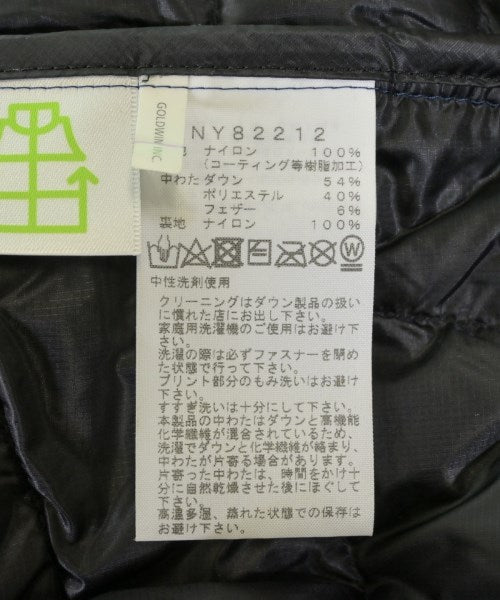 GOLDWIN INC.
NY82212
地 ナイロン 100%
(コーティング等樹脂加工)
中わた ダウン 54%
ポリエステル 40%
フェザー 6%
裏地 ナイロン 100%
W
中性洗剤使用
クリーニングはダウン製品の扱い
に慣れた店にお出し下さい。
家庭用洗濯機のご使用はお避け
下さい。
洗濯の際は必ずファスナーを閉め
た状態で行って下さい。
プリント部分のもみ洗いはお避け
下さい。
すすぎ洗いは十分にして下さい。
本製品の中わたはダウンと高機能
化学繊維が混合されているため、
洗濯でダウンと化学繊維が絡まり、
中わたが片寄る場合があります。
片寄った中わたは、時間をかけ十
分に自然乾燥させた後にほぐして
下さい。
高温多湿、蒸れた状態での保存は
お避け下さい。